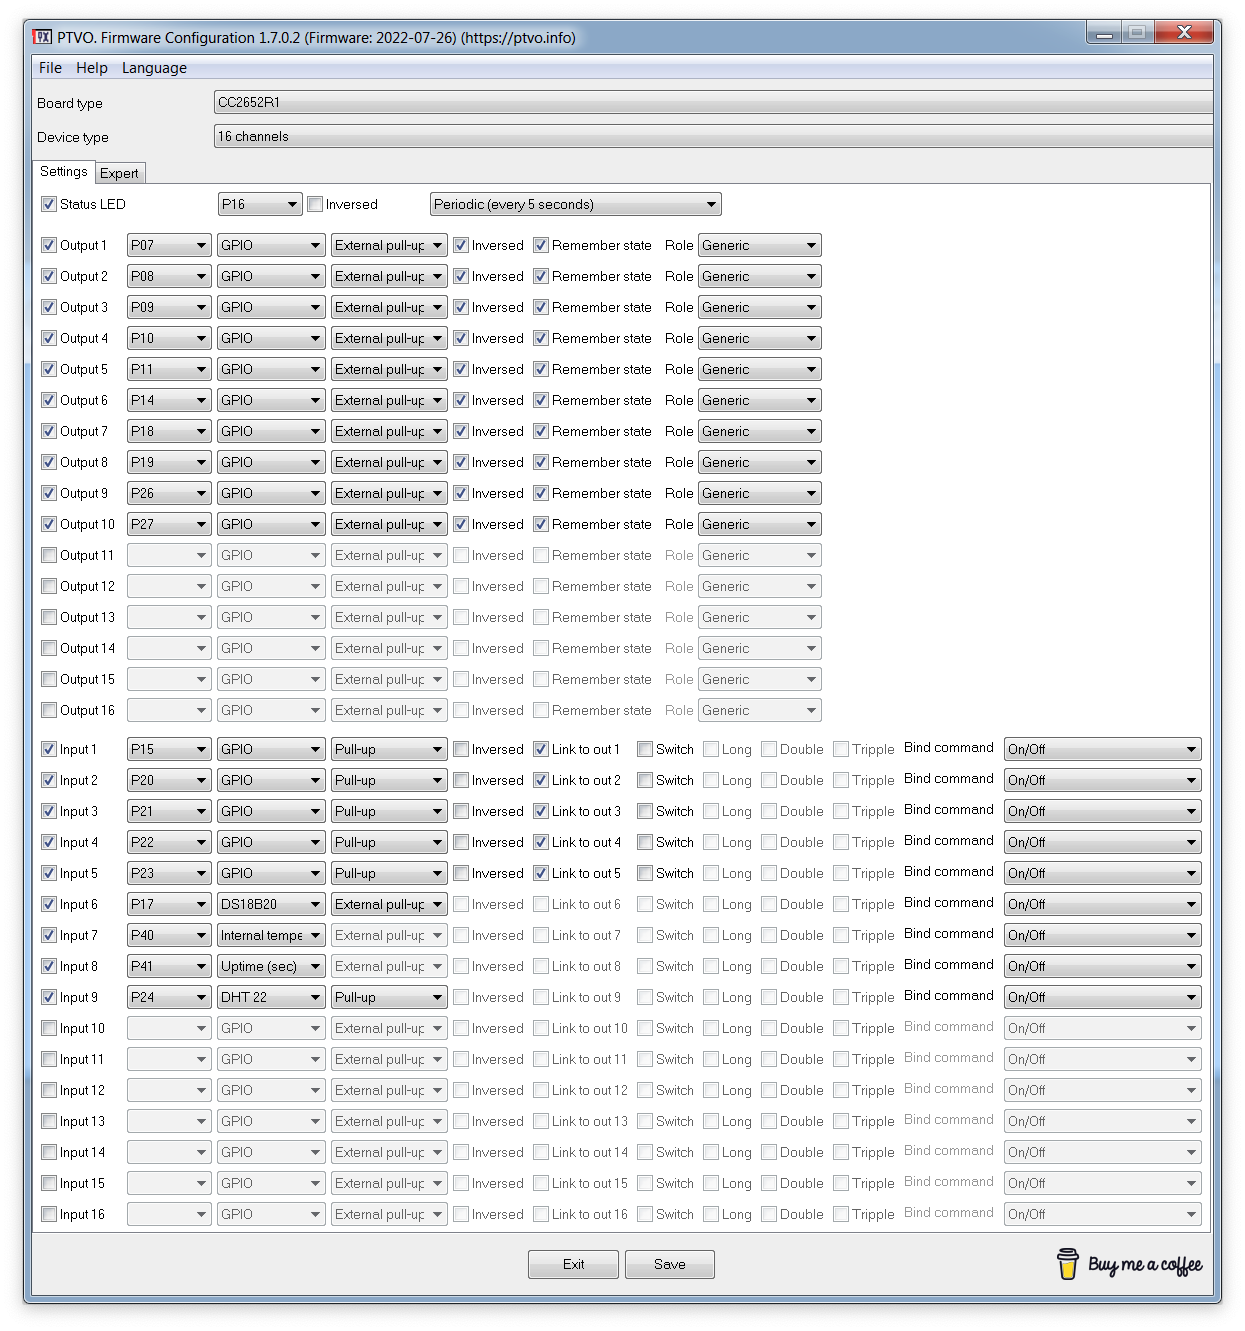 PTVO. Firmware Configuration 1.7.0.2 (Firmware: 2022-07-26) (https://ptvo.info)
File Help Language
Board type CC2652R1
Device type 16 channels
Settings Expert
Status LED P16 Inversed Periodic (every 5 seconds)
Output 1 P07 GPIO External pull-up Inversed Remember state Role Generic
Output 2 P08 GPIO External pull-up Inversed Remember state Role Generic
Output 3 P09 GPIO External pull-up Inversed Remember state Role Generic
Output 4 P10 GPIO External pull-up Inversed Remember state Role Generic
Output 5 P11 GPIO External pull-up Inversed Remember state Role Generic
Output 6 P14 GPIO External pull-up Inversed Remember state Role Generic
Output 7 P18 GPIO External pull-up Inversed Remember state Role Generic
Output 8 P19 GPIO External pull-up Inversed Remember state Role Generic
Output 9 P26 GPIO External pull-up Inversed Remember state Role Generic
Output 10 P27 GPIO External pull-up Inversed Remember state Role Generic
Output 11 GPIO External pull-up Inversed Remember state Role Generic
Output 12 GPIO External pull-up Inversed Remember state Role Generic
Output 13 GPIO External pull-up Inversed Remember state Role Generic
Output 14 GPIO External pull-up Inversed Remember state Role Generic
Output 15 GPIO External pull-up Inversed Remember state Role Generic
Output 16 GPIO External pull-up Inversed Remember state Role Generic
Input 1 P15 GPIO Pull-up Inversed Link to out 1 Switch Long Double Tripple Bind command On/Off
Input 2 P20 GPIO Pull-up Inversed Link to out 2 Switch Long Double Tripple Bind command On/Off
Input 3 P21 GPIO Pull-up Inversed Link to out 3 Switch Long Double Tripple Bind command On/Off
Input 4 P22 GPIO Pull-up Inversed Link to out 4 Switch Long Double Tripple Bind command On/Off
Input 5 P23 GPIO Pull-up Inversed Link to out 5 Switch Long Double Tripple Bind command On/Off
Input 6 P17 DS18B20 External pull-up Inversed Link to out 6 Switch Long Double Tripple Bind command On/Off
Input 7 P40 Internal tempe External pull-up Inversed Link to out 7 Switch Long Double Tripple Bind command On/Off
Input 8 P41 Uptime (sec) External pull-up Inversed Link to out 8 Switch Long Double Tripple Bind command On/Off
Input 9 P24 DHT 22 Pull-up Inversed Link to out 9 Switch Long Double Tripple Bind command On/Off
Input 10 GPIO External pull-up Inversed Link to out 10 Switch Long Double Tripple Bind command On/Off
Input 11 GPIO External pull-up Inversed Link to out 11 Switch Long Double Tripple Bind command On/Off
Input 12 GPIO External pull-up Inversed Link to out 12 Switch Long Double Tripple Bind command On/Off
Input 13 GPIO External pull-up Inversed Link to out 13 Switch Long Double Tripple Bind command On/Off
Input 14 GPIO External pull-up Inversed Link to out 14 Switch Long Double Tripple Bind command On/Off
Input 15 GPIO External pull-up Inversed Link to out 15 Switch Long Double Tripple Bind command On/Off
Input 16 GPIO External pull-up Inversed Link to out 16 Switch Long Double Tripple Bind command On/Off
Exit Save Buy me a coffee